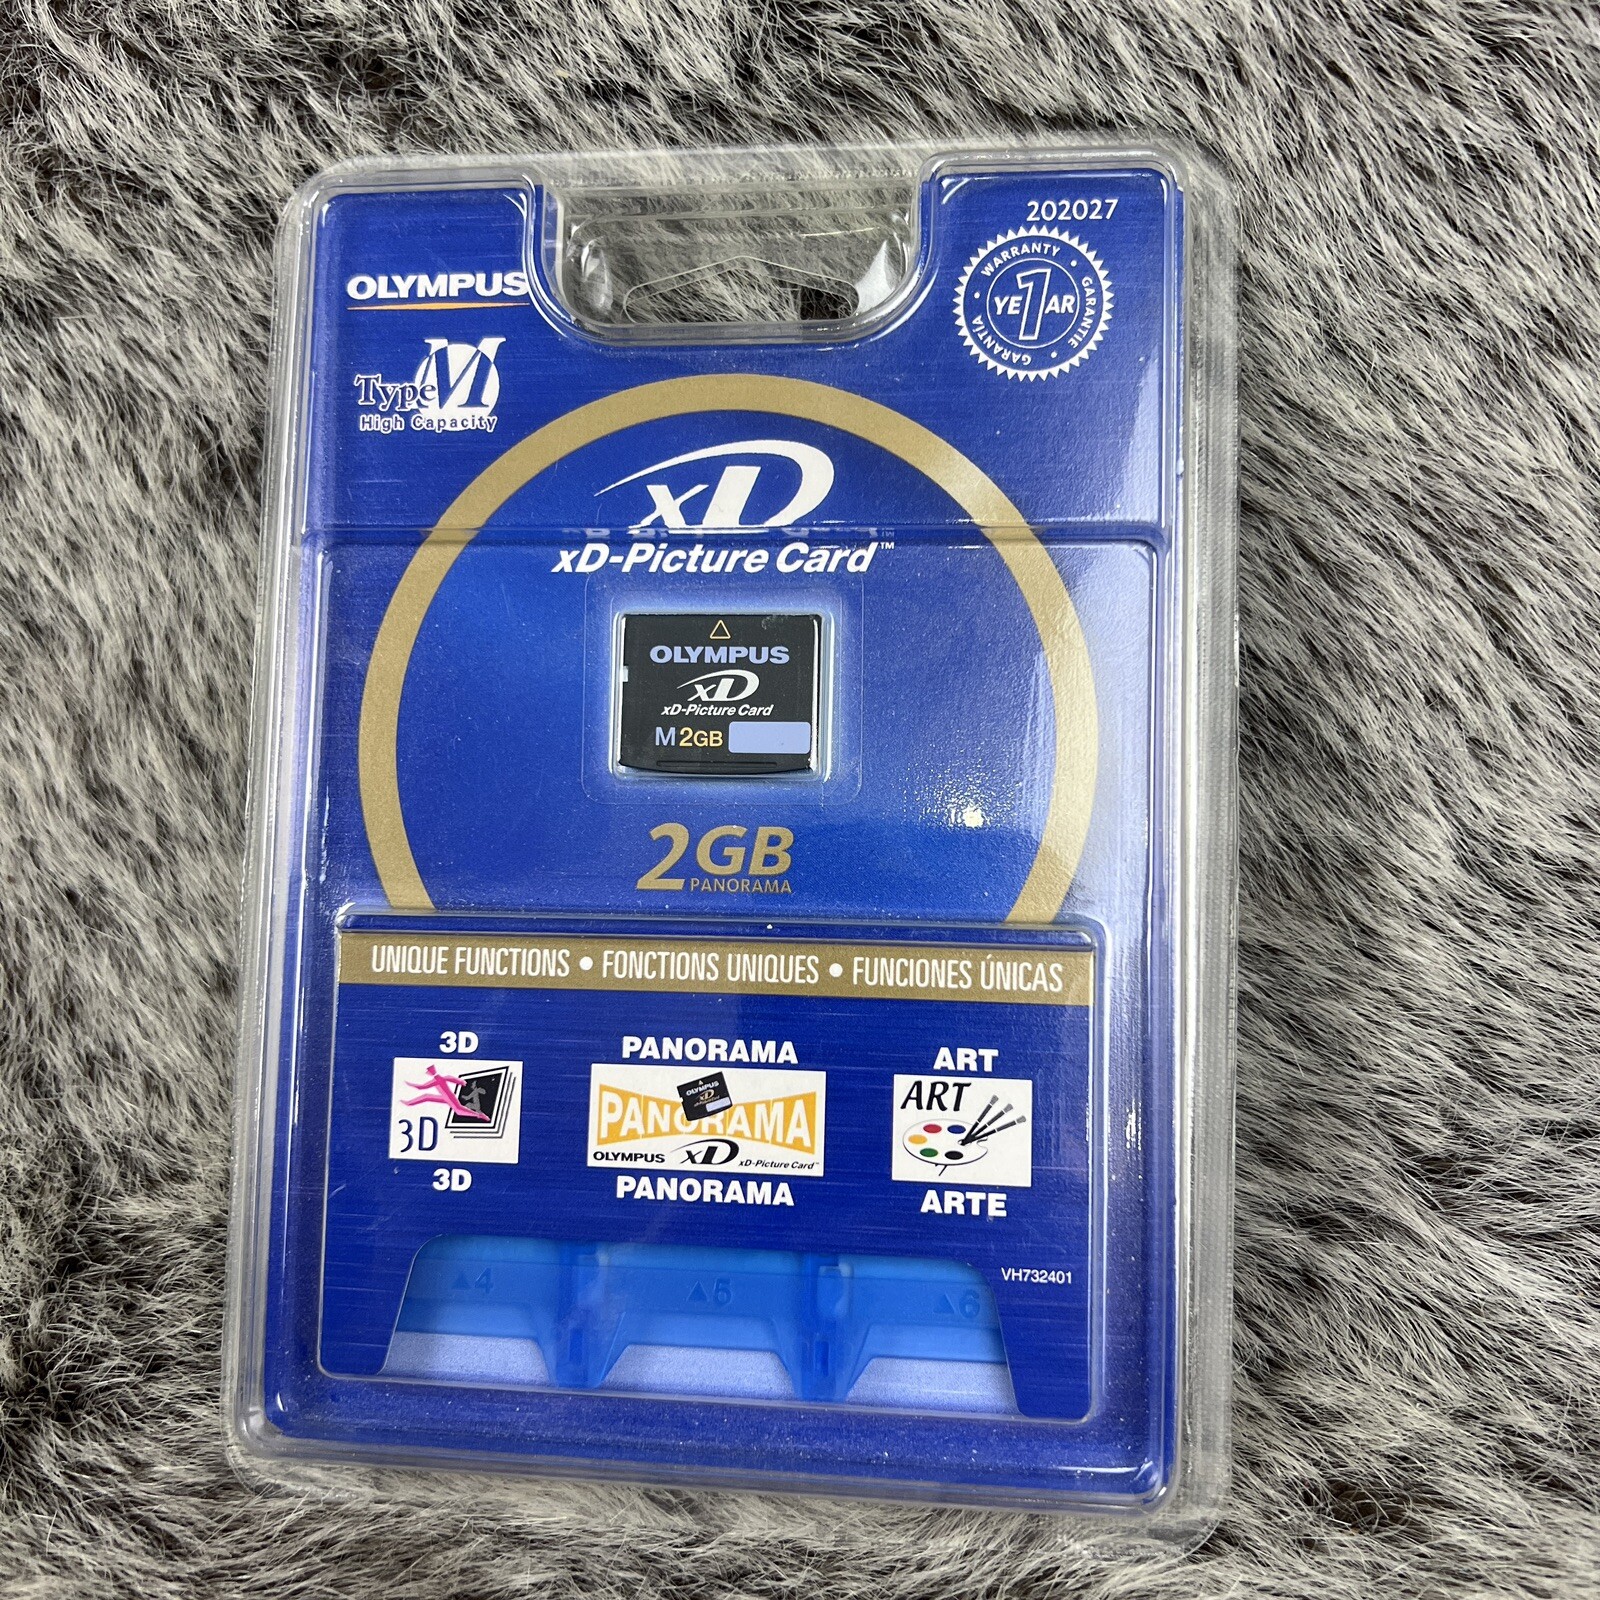 202027
WARRANTY • GARANTIE • GARANTIA •
YE1AR
OLYMPUS
Type M
High Capacity
xD
xD-Picture Card™
OLYMPUS
xD
xD-Picture Card
M 2GB
2GB
PANORAMA
UNIQUE FUNCTIONS • FONCTIONS UNIQUES • FUNCIONES ÚNICAS
3D PANORAMA ART
3D
OLYMPUS
xD
PANORAMA
OLYMPUS xD xD-Picture Card™
ART
3D PANORAMA ARTE
VH732401
▲4 ▲5 ▲6